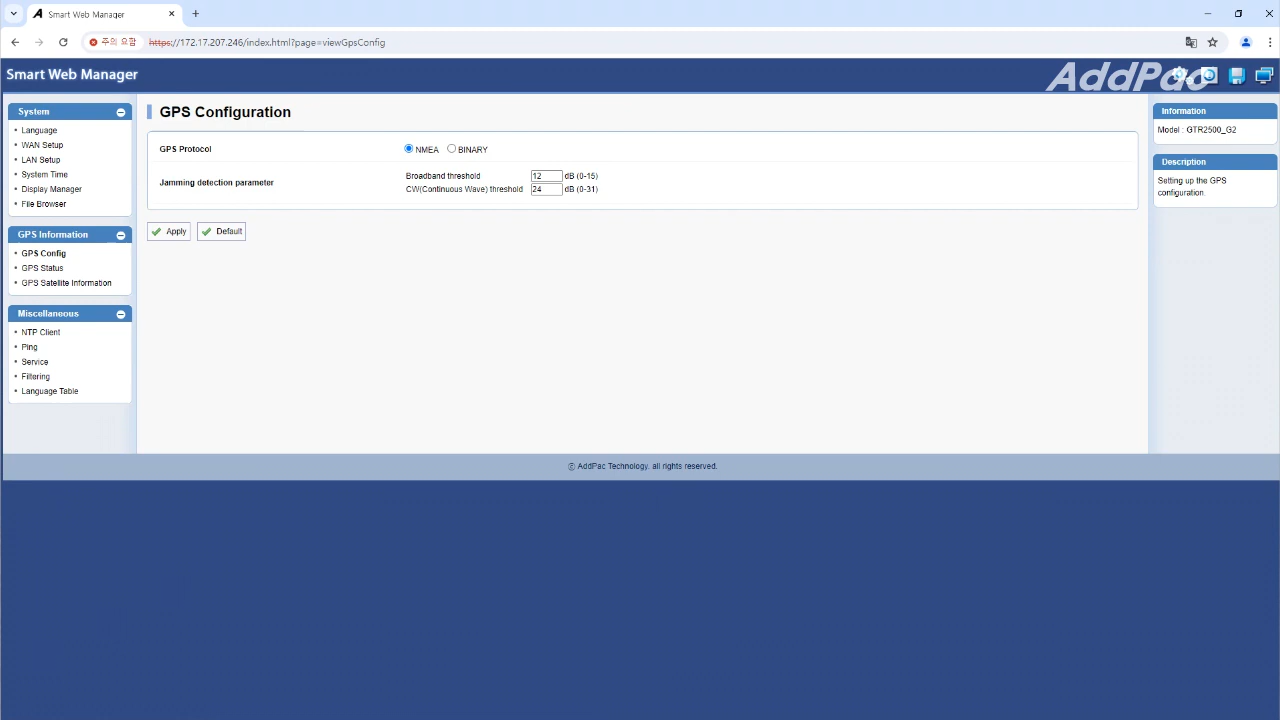 Smart Web Manager
주의 요함
https://172.17.207.246/index.html?page=viewGpsConfig
Smart Web Manager
AddPac
System
Language
WAN Setup
LAN Setup
System Time
Display Manager
File Browser
GPS Information
GPS Config
GPS Status
GPS Satellite Information
Miscellaneous
NTP Client
Ping
Service
Filtering
Language Table
GPS Configuration
GPS Protocol
NMEA BINARY
Jamming detection parameter
Broadband threshold 12 dB (0-15)
CW(Continuous Wave) threshold 24 dB (0-31)
Apply Default
Information
Model : GTR2500_G2
Description
Setting up the GPS
configuration.
ⓒ AddPac Technology. all rights reserved.